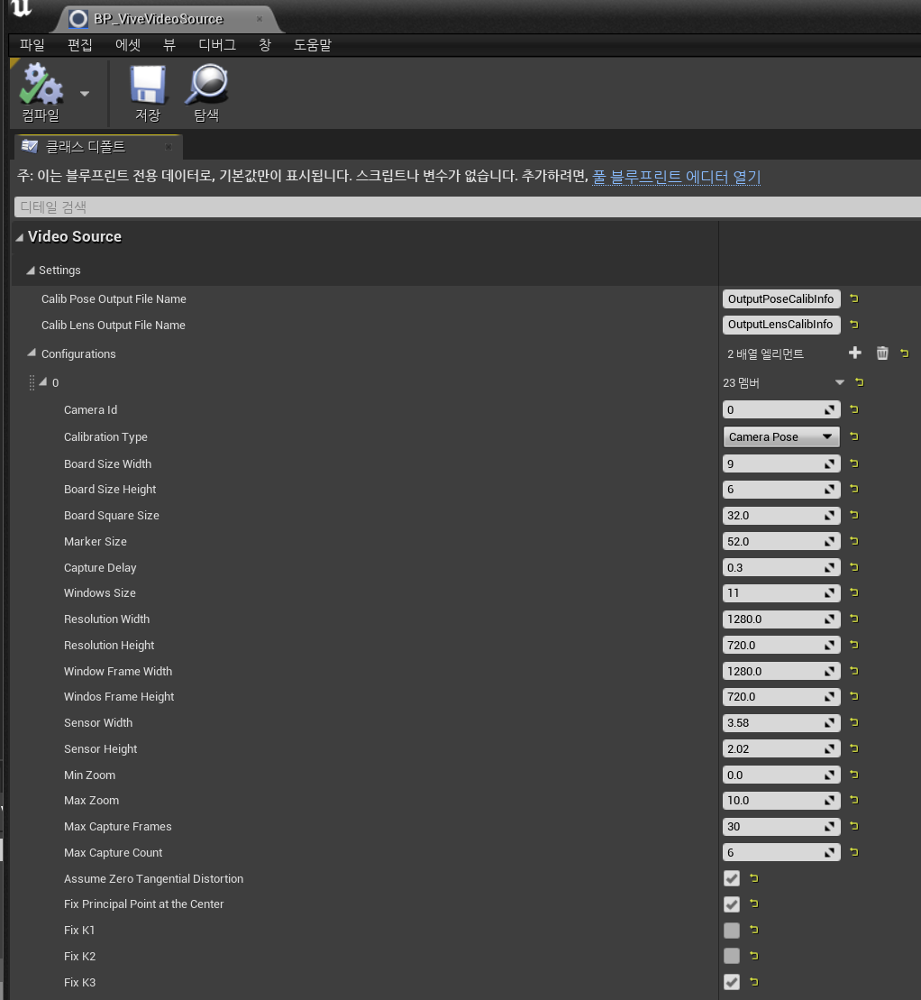 BP_ViveVideoSource
파일 편집 에셋 뷰 디버그 창 도움말
컴파일 저장 탐색
클래스 디폴트
주: 이는 블루프린트 전용 데이터로, 기본값만이 표시됩니다. 스크립트나 변수가 없습니다. 추가하려면, 풀 블루프린트 에디터 열기
디테일 검색
Video Source
Settings
Calib Pose Output File Name OutputPoseCalibInfo
Calib Lens Output File Name OutputLensCalibInfo
Configurations 2 배열 엘리먼트
0 23 멤버
Camera Id 0
Calibration Type Camera Pose
Board Size Width 9
Board Size Height 6
Board Square Size 32.0
Marker Size 52.0
Capture Delay 0.3
Windows Size 11
Resolution Width 1280.0
Resolution Height 720.0
Window Frame Width 1280.0
Windos Frame Height 720.0
Sensor Width 3.58
Sensor Height 2.02
Min Zoom 0.0
Max Zoom 10.0
Max Capture Frames 30
Max Capture Count 6
Assume Zero Tangential Distortion
Fix Principal Point at the Center
Fix K1
Fix K2
Fix K3